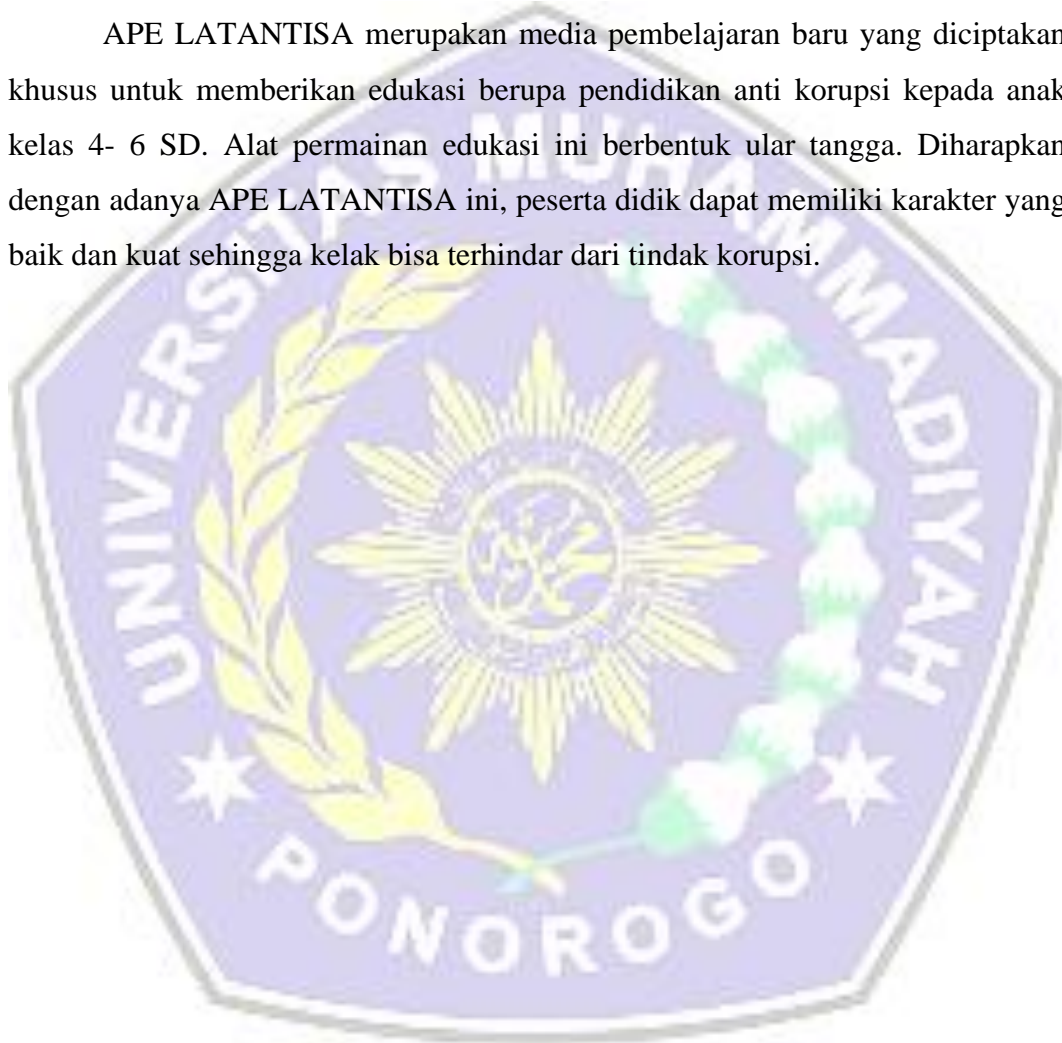 APE LATANTISA merupakan media pembelajaran baru yang diciptakan
khusus untuk memberikan edukasi berupa pendidikan anti korupsi kepada anak
kelas 4- 6 SD. Alat permainan edukasi ini berbentuk ular tangga. Diharapkan
dengan adanya APE LATANTISA ini, peserta didik dapat memiliki karakter yang
baik dan kuat sehingga kelak bisa terhindar dari tindak korupsi.
UNIVERSITAS MUHAMMADIYAH
PONOROGO